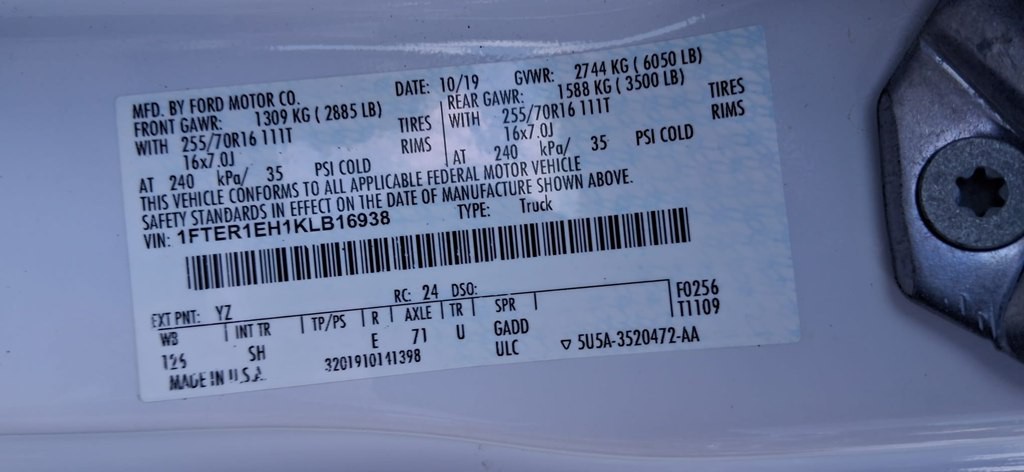 MFD. BY FORD MOTOR CO. DATE: 10/19 GVWR: 2744 KG ( 6050 LB)
FRONT GAWR: 1309 KG ( 2885 LB) REAR GAWR: 1588 KG ( 3500 LB)
WITH 255/70R16 111T TIRES WITH 255/70R16 111T TIRES
16x7.0J RIMS 16x7.0J RIMS
AT 240 kPa/ 35 PSI COLD AT 240 kPa/ 35 PSI COLD
THIS VEHICLE CONFORMS TO ALL APPLICABLE FEDERAL MOTOR VEHICLE
SAFETY STANDARDS IN EFFECT ON THE DATE OF MANUFACTURE SHOWN ABOVE.
VIN: 1FTER1EH1KLB16938 TYPE: Truck
EXT PNT: YZ RC: 24 DSO: F0256
WB INT TR TP/PS R AXLE TR SPR T1109
126 SH E 71 U GADD
MADE IN U.S.A. 3201910141398 ULC ▽ 5U5A-3520472-AA